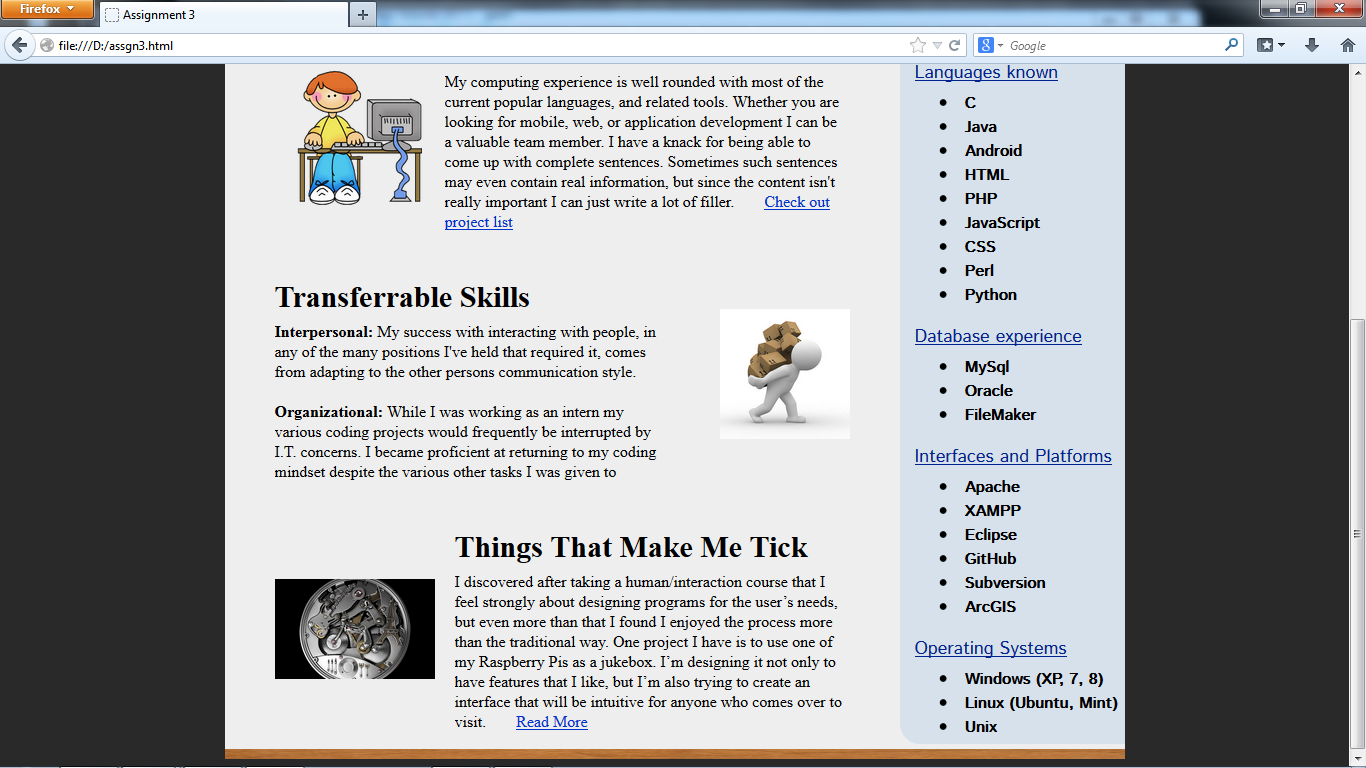 Firefox
Assignment 3
file:///D:/assgn3.html
Google
My computing experience is well rounded with most of the
current popular languages, and related tools. Whether you are
looking for mobile, web, or application development I can be
a valuable team member. I have a knack for being able to
come up with complete sentences. Sometimes such sentences
may even contain real information, but since the content isn't
really important I can just write a lot of filler. Check out
project list
Transferrable Skills
Interpersonal: My success with interacting with people, in
any of the many positions I've held that required it, comes
from adapting to the other persons communication style.
Organizational: While I was working as an intern my
various coding projects would frequently be interrupted by
I.T. concerns. I became proficient at returning to my coding
mindset despite the various other tasks I was given to
Things That Make Me Tick
I discovered after taking a human/interaction course that I
feel strongly about designing programs for the user’s needs,
but even more than that I found I enjoyed the process more
than the traditional way. One project I have is to use one of
my Raspberry Pis as a jukebox. I’m designing it not only to
have features that I like, but I’m also trying to create an
interface that will be intuitive for anyone who comes over to
visit. Read More
Languages known
C
Java
Android
HTML
PHP
JavaScript
CSS
Perl
Python
Database experience
MySql
Oracle
FileMaker
Interfaces and Platforms
Apache
XAMPP
Eclipse
GitHub
Subversion
ArcGIS
Operating Systems
Windows (XP, 7, 8)
Linux (Ubuntu, Mint)
Unix